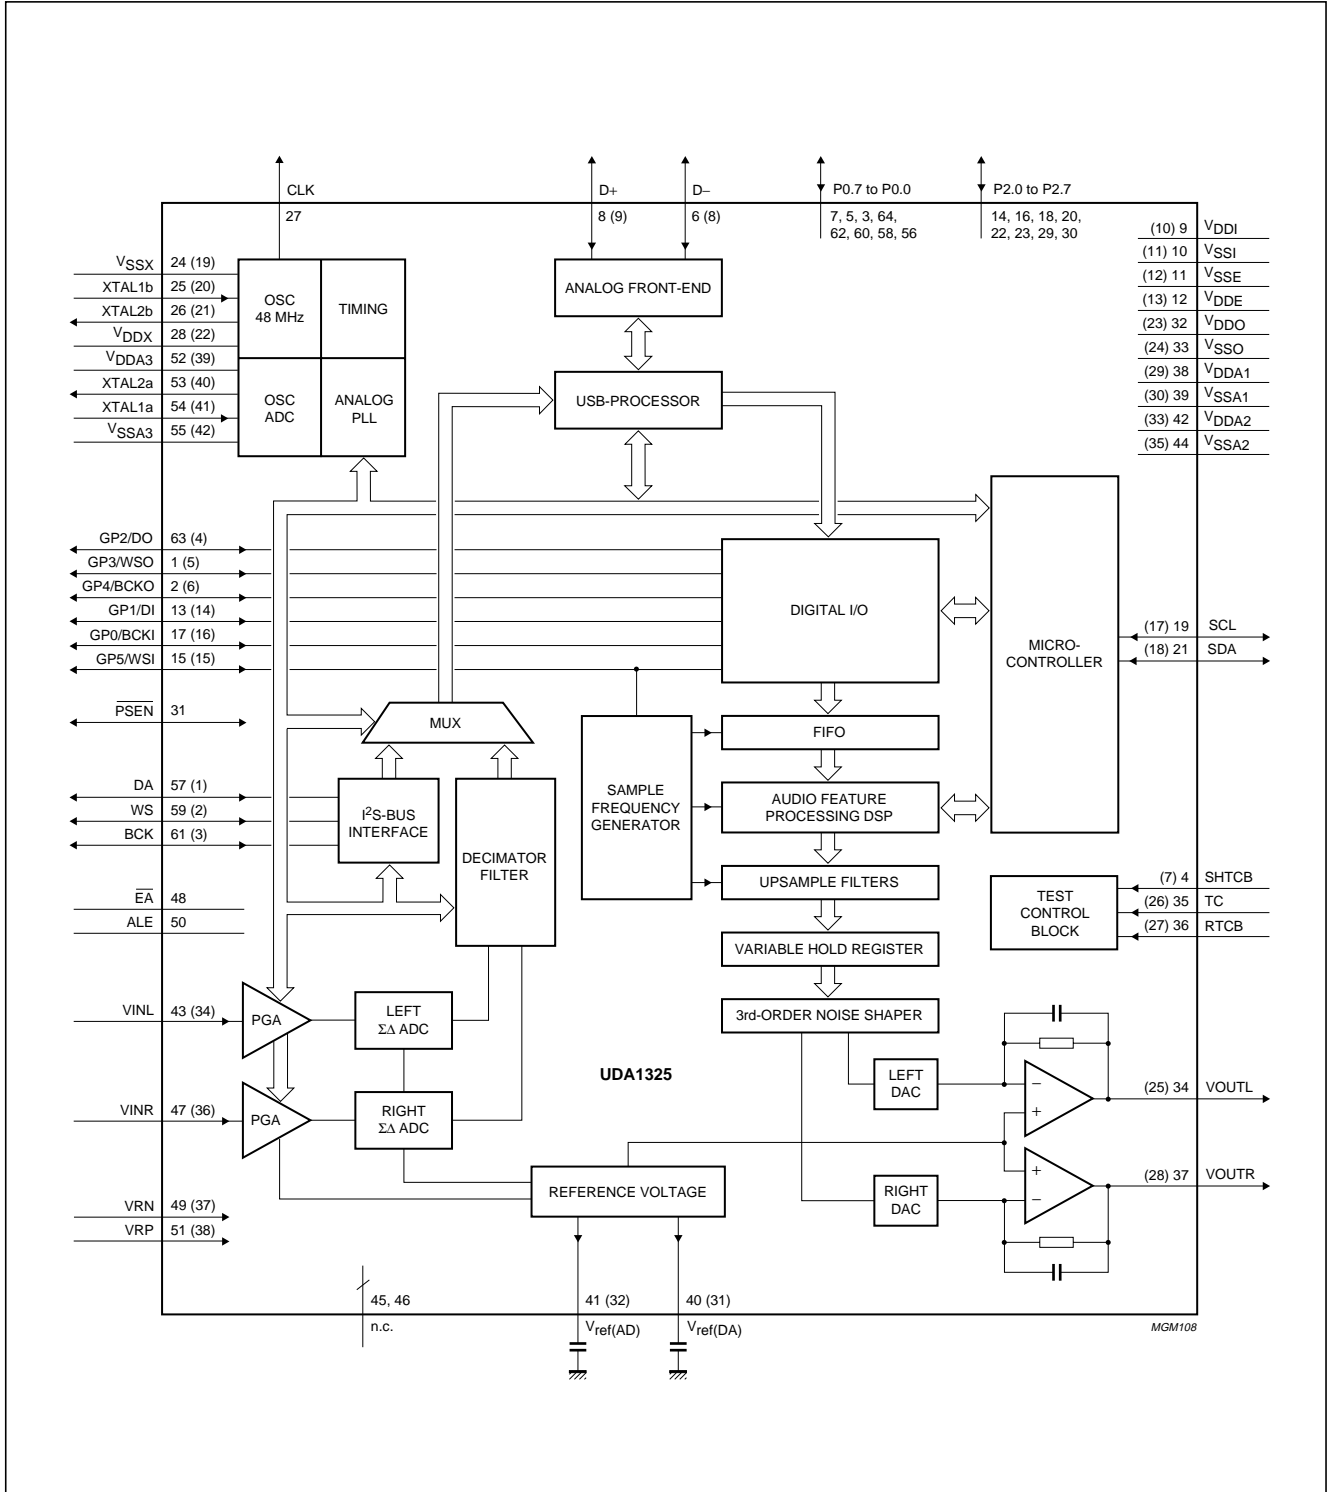 CLK
27
D+
8 (9)
D−
6 (8)
P0.7 to P0.0
7, 5, 3, 64,
62, 60, 58, 56
P2.0 to P2.7
14, 16, 18, 20,
22, 23, 29, 30
VSSX 24 (19)
XTAL1b 25 (20)
XTAL2b 26 (21)
VDDX 28 (22)
VDDA3 52 (39)
XTAL2a 53 (40)
XTAL1a 54 (41)
VSSA3 55 (42)
OSC
48 MHz
TIMING
OSC
ADC
ANALOG
PLL
ANALOG FRONT-END
USB-PROCESSOR
(10) 9 VDDI
(11) 10 VSSI
(12) 11 VSSE
(13) 12 VDDE
(23) 32 VDDO
(24) 33 VSSO
(29) 38 VDDA1
(30) 39 VSSA1
(33) 42 VDDA2
(35) 44 VSSA2
GP2/DO 63 (4)
GP3/WSO 1 (5)
GP4/BCKO 2 (6)
GP1/DI 13 (14)
GP0/BCKI 17 (16)
GP5/WSI 15 (15)
DIGITAL I/O
MICRO-
CONTROLLER
(17) 19 SCL
(18) 21 SDA
PSEN 31
MUX
FIFO
DA 57 (1)
WS 59 (2)
BCK 61 (3)
I2S-BUS
INTERFACE
DECIMATOR
FILTER
SAMPLE
FREQUENCY
GENERATOR
AUDIO FEATURE
PROCESSING DSP
UPSAMPLE FILTERS
EA 48
ALE 50
TEST
CONTROL
BLOCK
(7) 4 SHTCB
(26) 35 TC
(27) 36 RTCB
VARIABLE HOLD REGISTER
3rd-ORDER NOISE SHAPER
VINL 43 (34)
PGA
LEFT
ΣΔ ADC
UDA1325
LEFT
DAC
−
+
(25) 34 VOUTL
VINR 47 (36)
PGA
RIGHT
ΣΔ ADC
REFERENCE VOLTAGE
RIGHT
DAC
+
−
(28) 37 VOUTR
VRN 49 (37)
VRP 51 (38)
45, 46
n.c.
41 (32)
Vref(AD)
40 (31)
Vref(DA)
MGM108